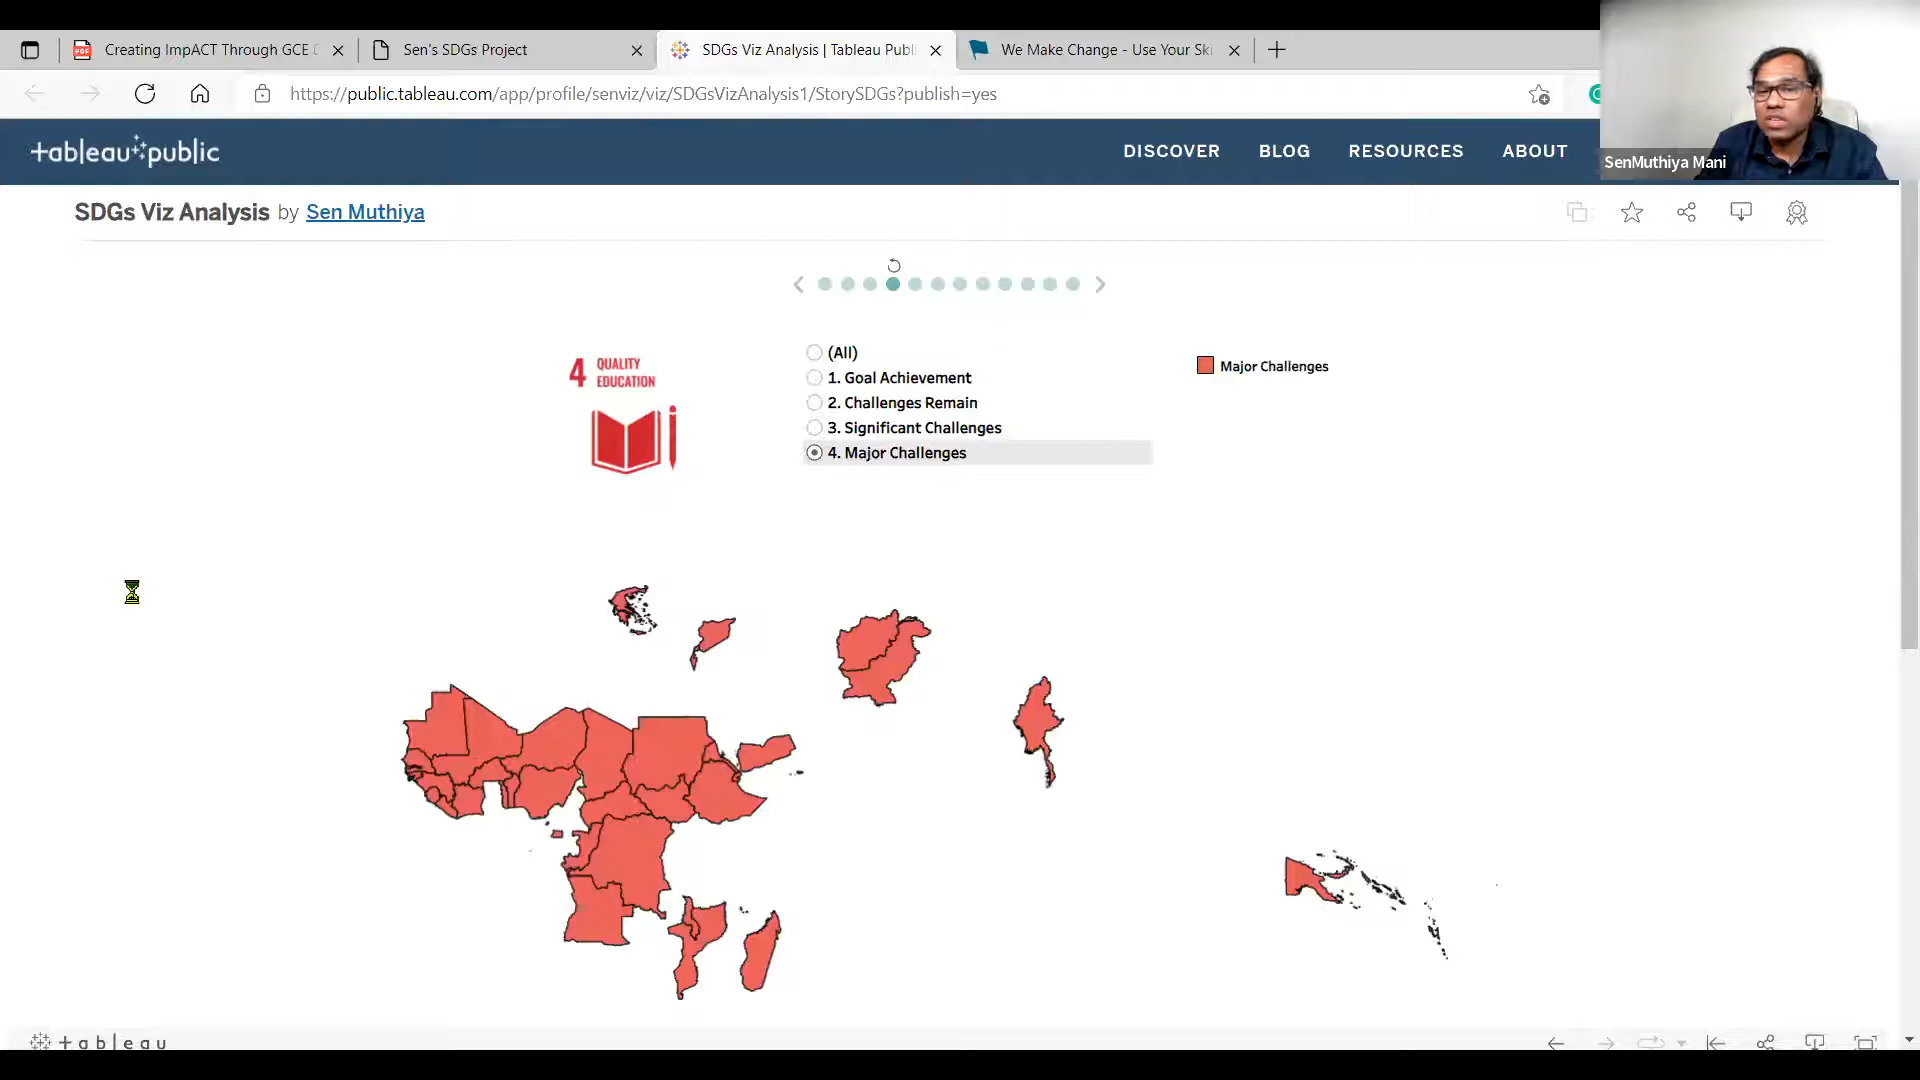 Creating ImpACT Through GCE
Sen's SDGs Project
SDGs Viz Analysis | Tableau Publ
We Make Change - Use Your Ski
https://public.tableau.com/app/profile/senviz/viz/SDGsVizAnalysis1/StorySDGs?publish=yes
+ableau public
DISCOVER
BLOG
RESOURCES
ABOUT
SenMuthiya Mani
SDGs Viz Analysis by Sen Muthiya
4 QUALITY
EDUCATION
(All)
1. Goal Achievement
2. Challenges Remain
3. Significant Challenges
4. Major Challenges
Major Challenges
+ableau